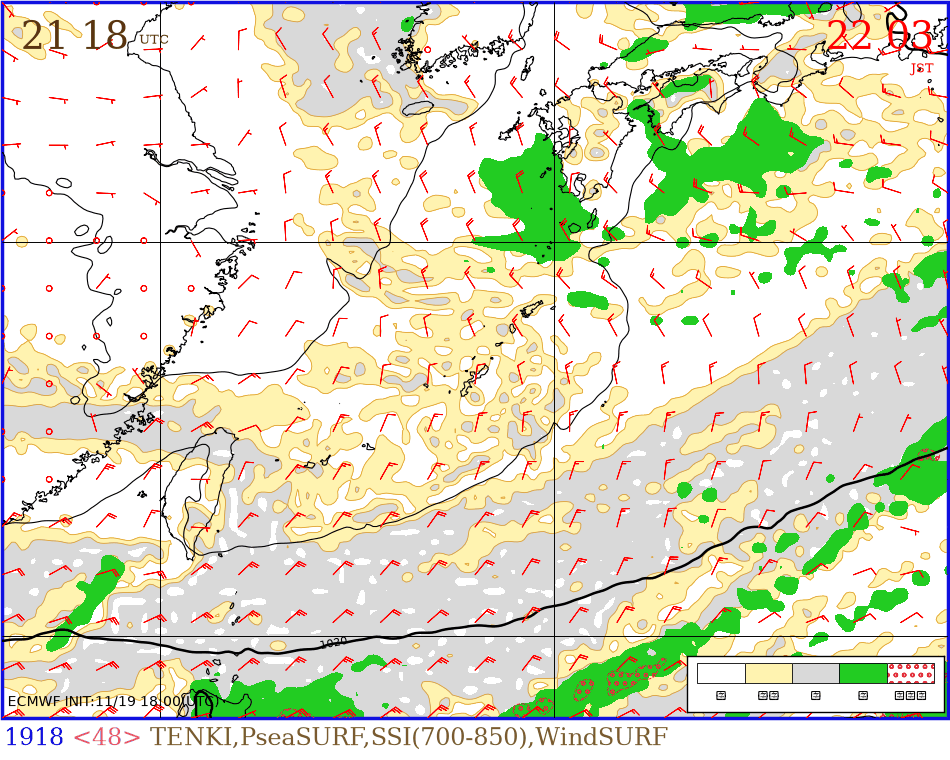 21 18 UTC
22 03 JST
1020
ECMWF INIT:11/19 18:00(UTC)
1918 <48> TENKI,PseaSURF,SSI(700-850),WindSURF